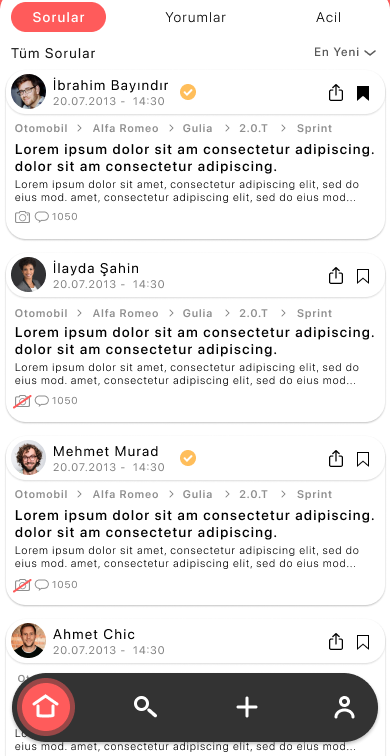 Sorular Yorumlar Acil
Tüm Sorular En Yeni
İbrahim Bayındır
20.07.2013 - 14:30
Otomobil > Alfa Romeo > Gulia > 2.0.T > Sprint
Lorem ipsum dolor sit am consectetur adipiscing.
dolor sit am consectetur adipiscing.
Lorem ipsum dolor sit amet, consectetur adipiscing elit, sed do
eius mod. amet, consectetur adipiscing elit, sed do eius mod...
1050
İlayda Şahin
20.07.2013 - 14:30
Otomobil > Alfa Romeo > Gulia > 2.0.T > Sprint
Lorem ipsum dolor sit am consectetur adipiscing.
dolor sit am consectetur adipiscing.
Lorem ipsum dolor sit amet, consectetur adipiscing elit, sed do
eius mod. amet, consectetur adipiscing elit, sed do eius mod...
1050
Mehmet Murad
20.07.2013 - 14:30
Otomobil > Alfa Romeo > Gulia > 2.0.T > Sprint
Lorem ipsum dolor sit am consectetur adipiscing.
dolor sit am consectetur adipiscing.
Lorem ipsum dolor sit amet, consectetur adipiscing elit, sed do
eius mod. amet, consectetur adipiscing elit, sed do eius mod...
1050
Ahmet Chic
20.07.2013 - 14:30